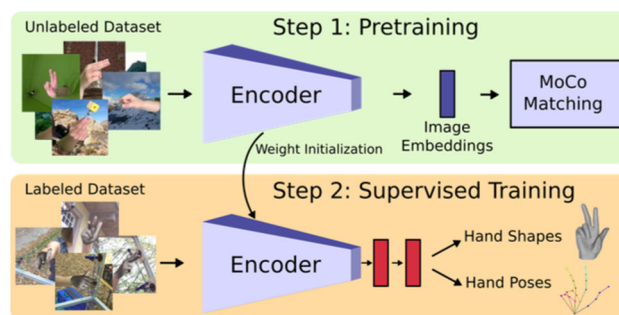 Unlabeled Dataset
Step 1: Pretraining
Encoder
Image
Embeddings
MoCo
Matching
Weight Initialization
Labeled Dataset
Step 2: Supervised Training
Encoder
Hand Shapes
Hand Poses